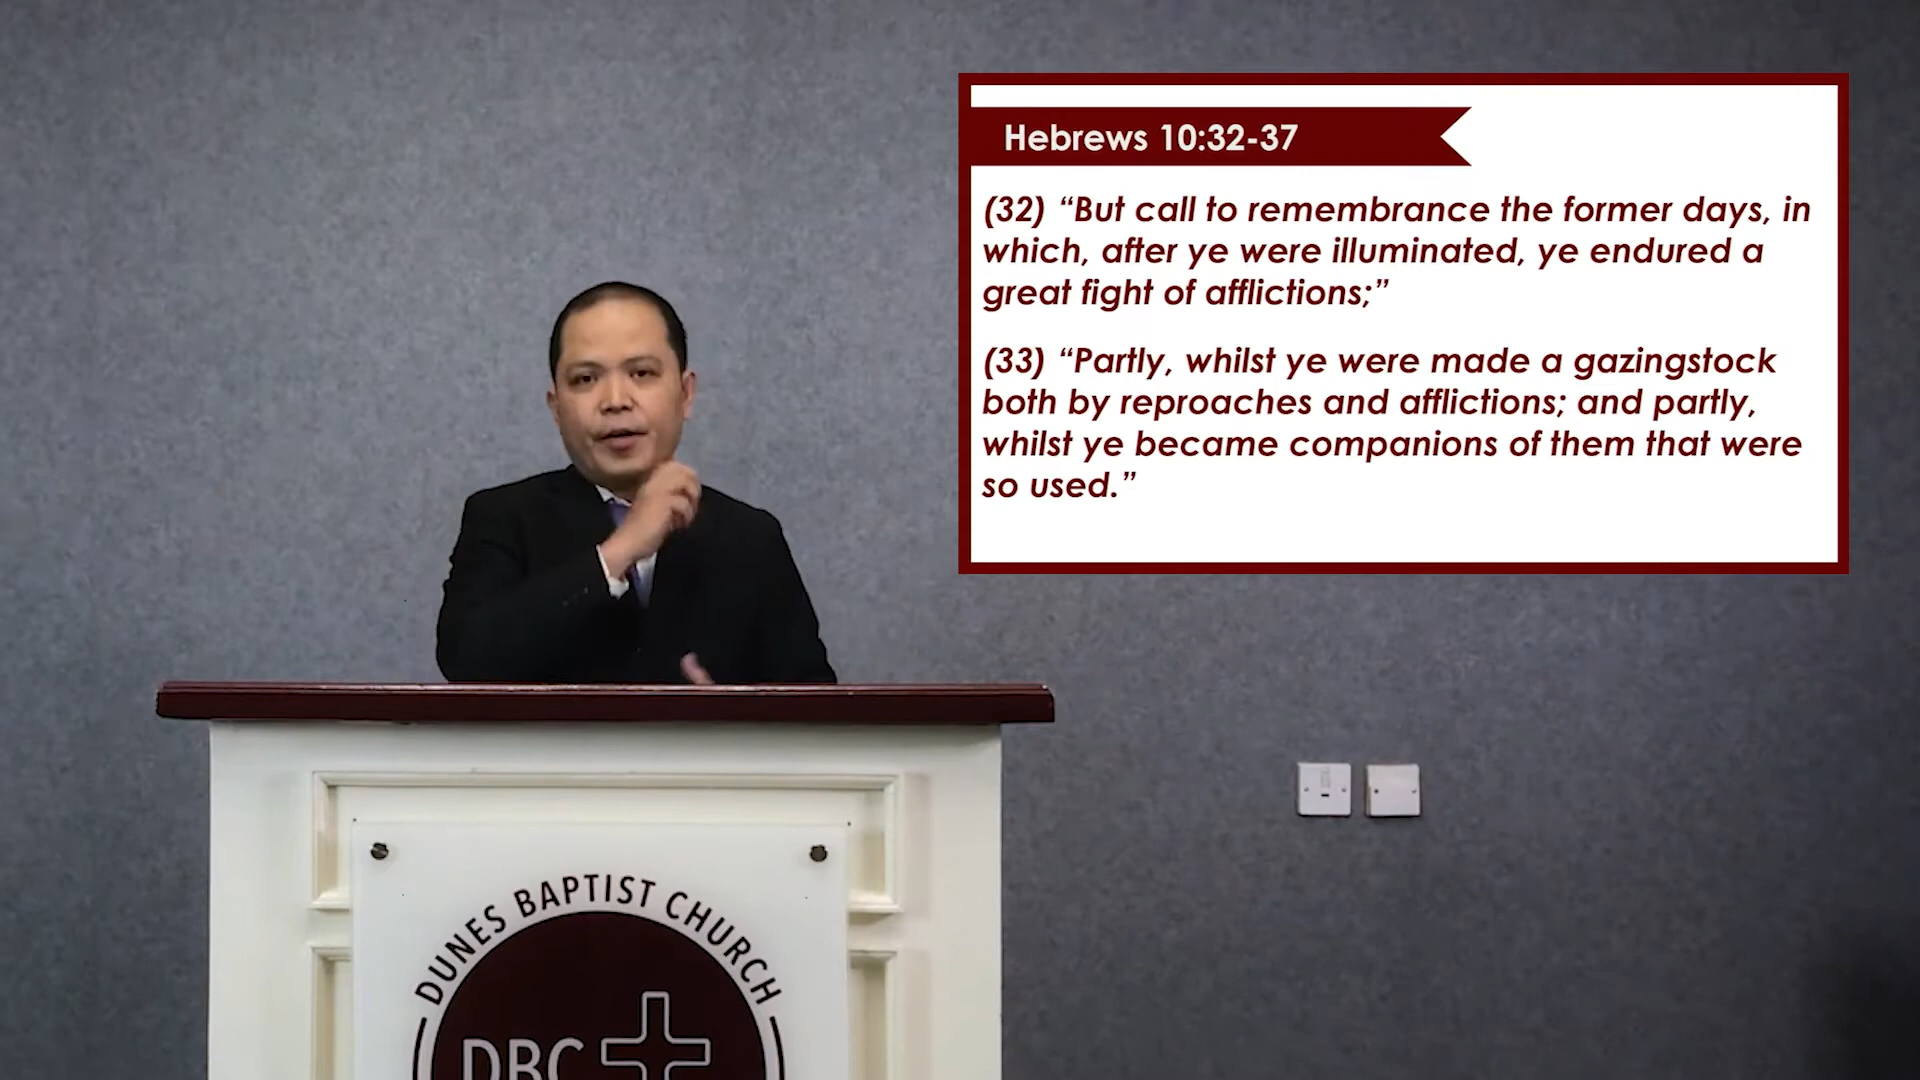 Hebrews 10:32-37
(32) “But call to remembrance the former days, in
which, after ye were illuminated, ye endured a
great fight of afflictions;”
(33) “Partly, whilst ye were made a gazingstock
both by reproaches and afflictions; and partly,
whilst ye became companions of them that were
so used.”
DUNES BAPTIST CHURCH
DBC